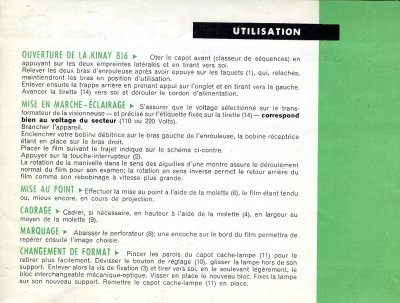 UTILISATION
OUVERTURE DE LA KINAY 816 ► Oter le capot avant (classeur de séquences) en
appuyant sur les deux empreintes latérales et en tirant vers soi.
Relever les deux bras d'enrouleuse après avoir appuyé sur les taquets (1), qui, relachés,
maintiendront les bras en position d'utilisation.
Enlever ensuite la trappe arrière en prenant appui sur l'onglet et en tirant vers la gauche.
Avancer la tirette (14) vers soi et dérouler le cordon d'alimentation.
MISE EN MARCHE-ÉCLAIRAGE ► S'assurer que le voltage sélectionné sur le trans-
formateur de la visionneuse — et précisé sur l'étiquette fixée sur la tirette (14) — correspond
bien au voltage du secteur (110 ou 220 Volts).
Brancher l'appareil.
Enclencher votre bobine débitrice sur le bras gauche de l'enrouleuse, la bobine réceptrice
étant en place sur le bras droit.
Placer le film suivant le trajet indiqué sur le schéma ci-contre.
Appuyer sur la touche-interrupteur (2).
La rotation de la manivelle dans le sens des aiguilles d'une montre assure le déroulement
normal du film pour son examen; la rotation en sens inverse permet le retour arrière du
film comme son rebobinage à vitesse plus grande.
MISE AU POINT ► Effectuer la mise au point à l'aide de la molette (6), le film étant tendu
ou, mieux encore, en cours de projection.
CADRAGE ► Cadrer, si nécessaire, en hauteur à l'aide de la molette (4), en largeur au
moyen de la molette (9).
MARQUAGE ► Abaisser le perforateur (8); une encoche sur le bord du film permettra de
repérer ensuite l'image choisie.
CHANGEMENT DE FORMAT ► Pincer les parois du capot cache-lampe (11) pour le
retirer plus facilement. Dévisser le bouton de réglage (10), glisser la lampe hors de son
support. Enlever alors la vis de fixation (3) et tirer vers soi, en le soulevant légèrement, le
bloc interchangeable mécanique-optique. Visser en place le nouveau bloc. Fixer la lampe
sur son nouveau support. Remettre le capot cache-lampe (11) en place.